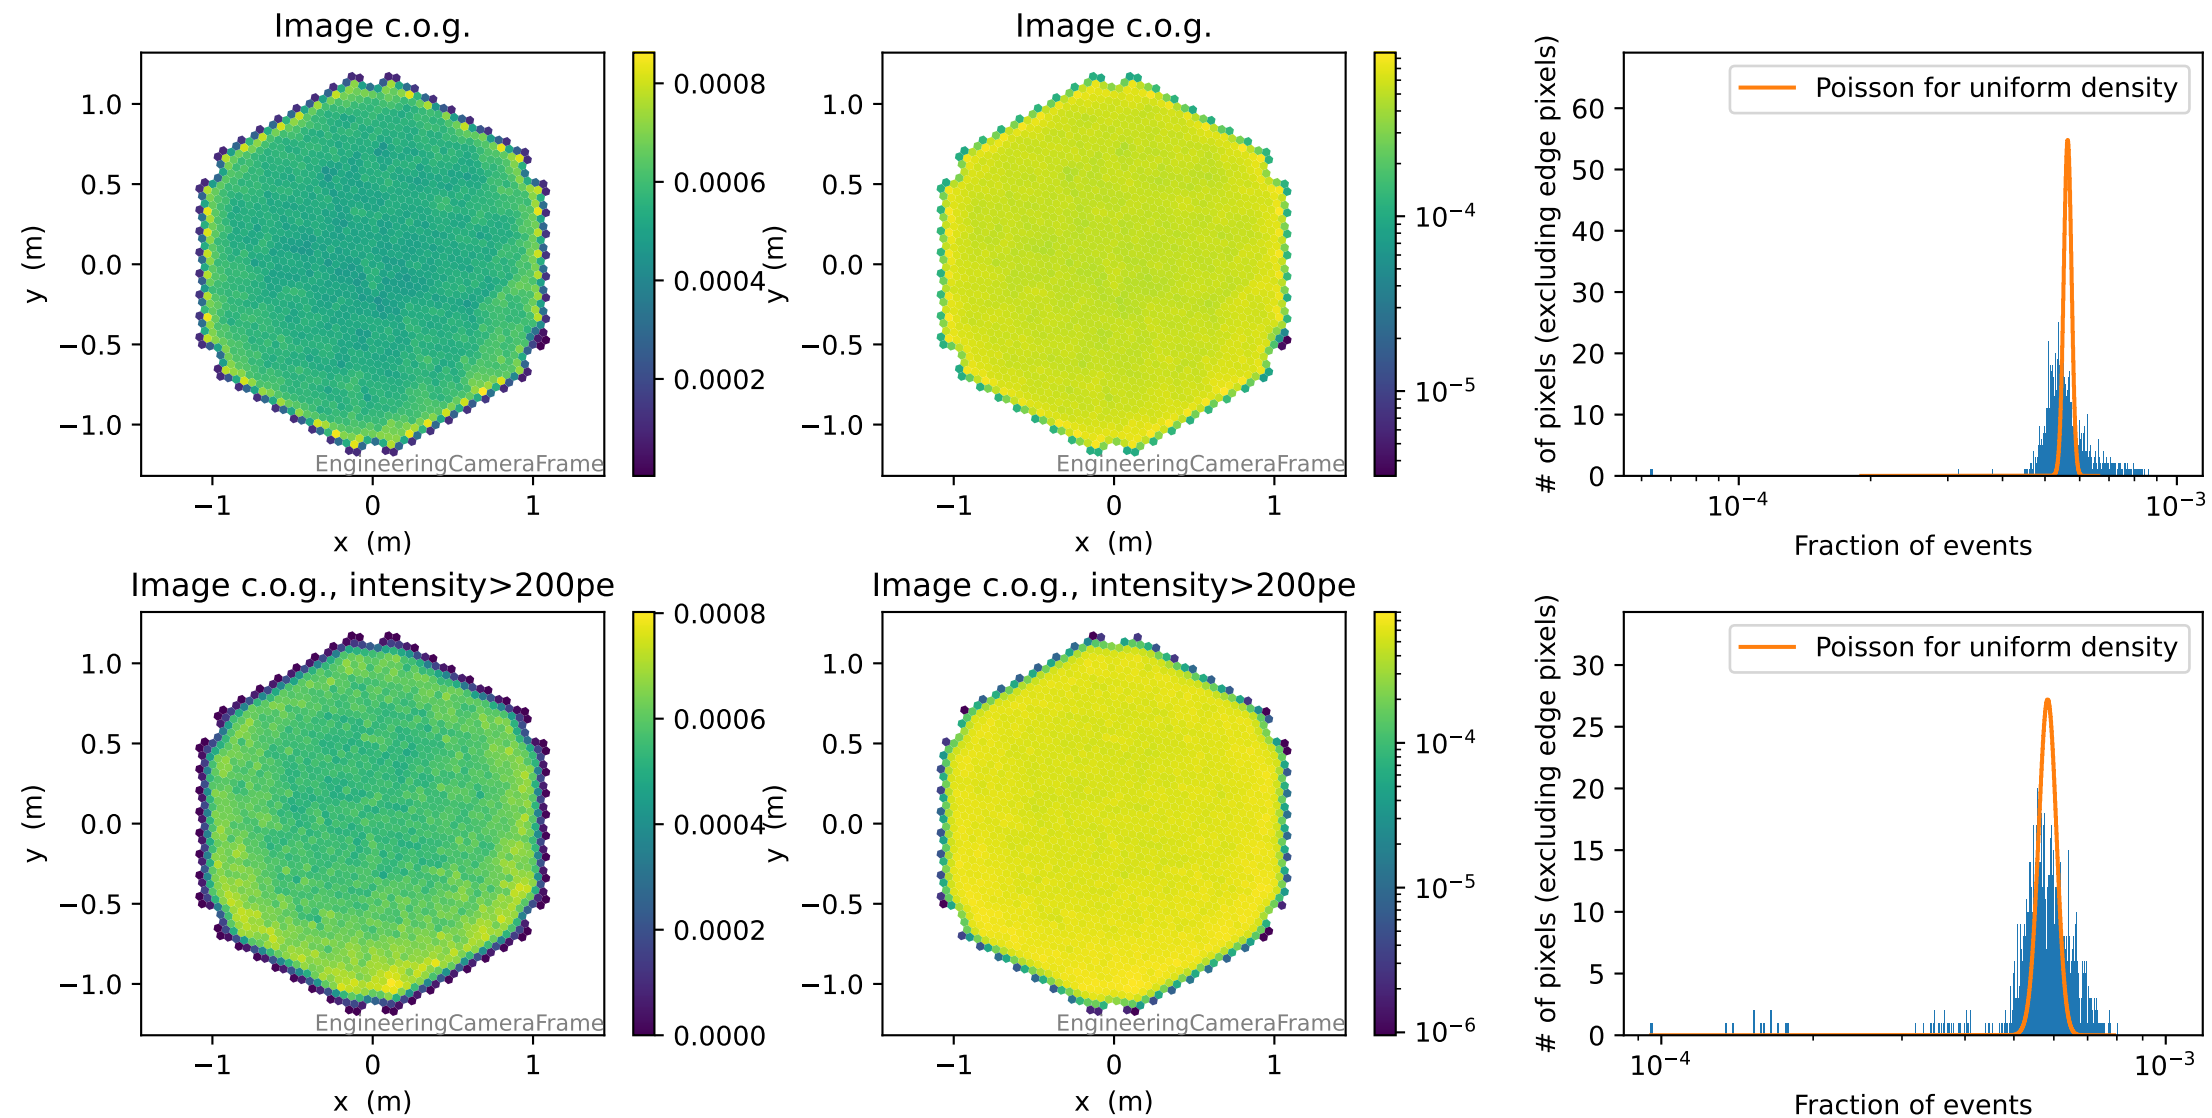 Image c.o.g.
1.0
0.5
0.0
−0.5
−1.0
y (m)
−1
0
1
x (m)
EngineeringCameraFrame
0.0008
0.0006
0.0004
0.0002
Image c.o.g.
1.0
0.5
0.0
−0.5
−1.0
y (m)
−1
0
1
x (m)
EngineeringCameraFrame
10⁻⁴
10⁻⁵
Poisson for uniform density
# of pixels (excluding edge pixels)
60
50
40
30
20
10
0
10⁻⁴
10⁻³
Fraction of events
Image c.o.g., intensity>200pe
1.0
0.5
0.0
−0.5
−1.0
y (m)
−1
0
1
x (m)
EngineeringCameraFrame
0.0008
0.0006
0.0004
0.0002
0.0000
Image c.o.g., intensity>200pe
1.0
0.5
0.0
−0.5
−1.0
y (m)
−1
0
1
x (m)
EngineeringCameraFrame
10⁻⁴
10⁻⁵
10⁻⁶
Poisson for uniform density
# of pixels (excluding edge pixels)
30
25
20
15
10
5
0
10⁻⁴
10⁻³
Fraction of events